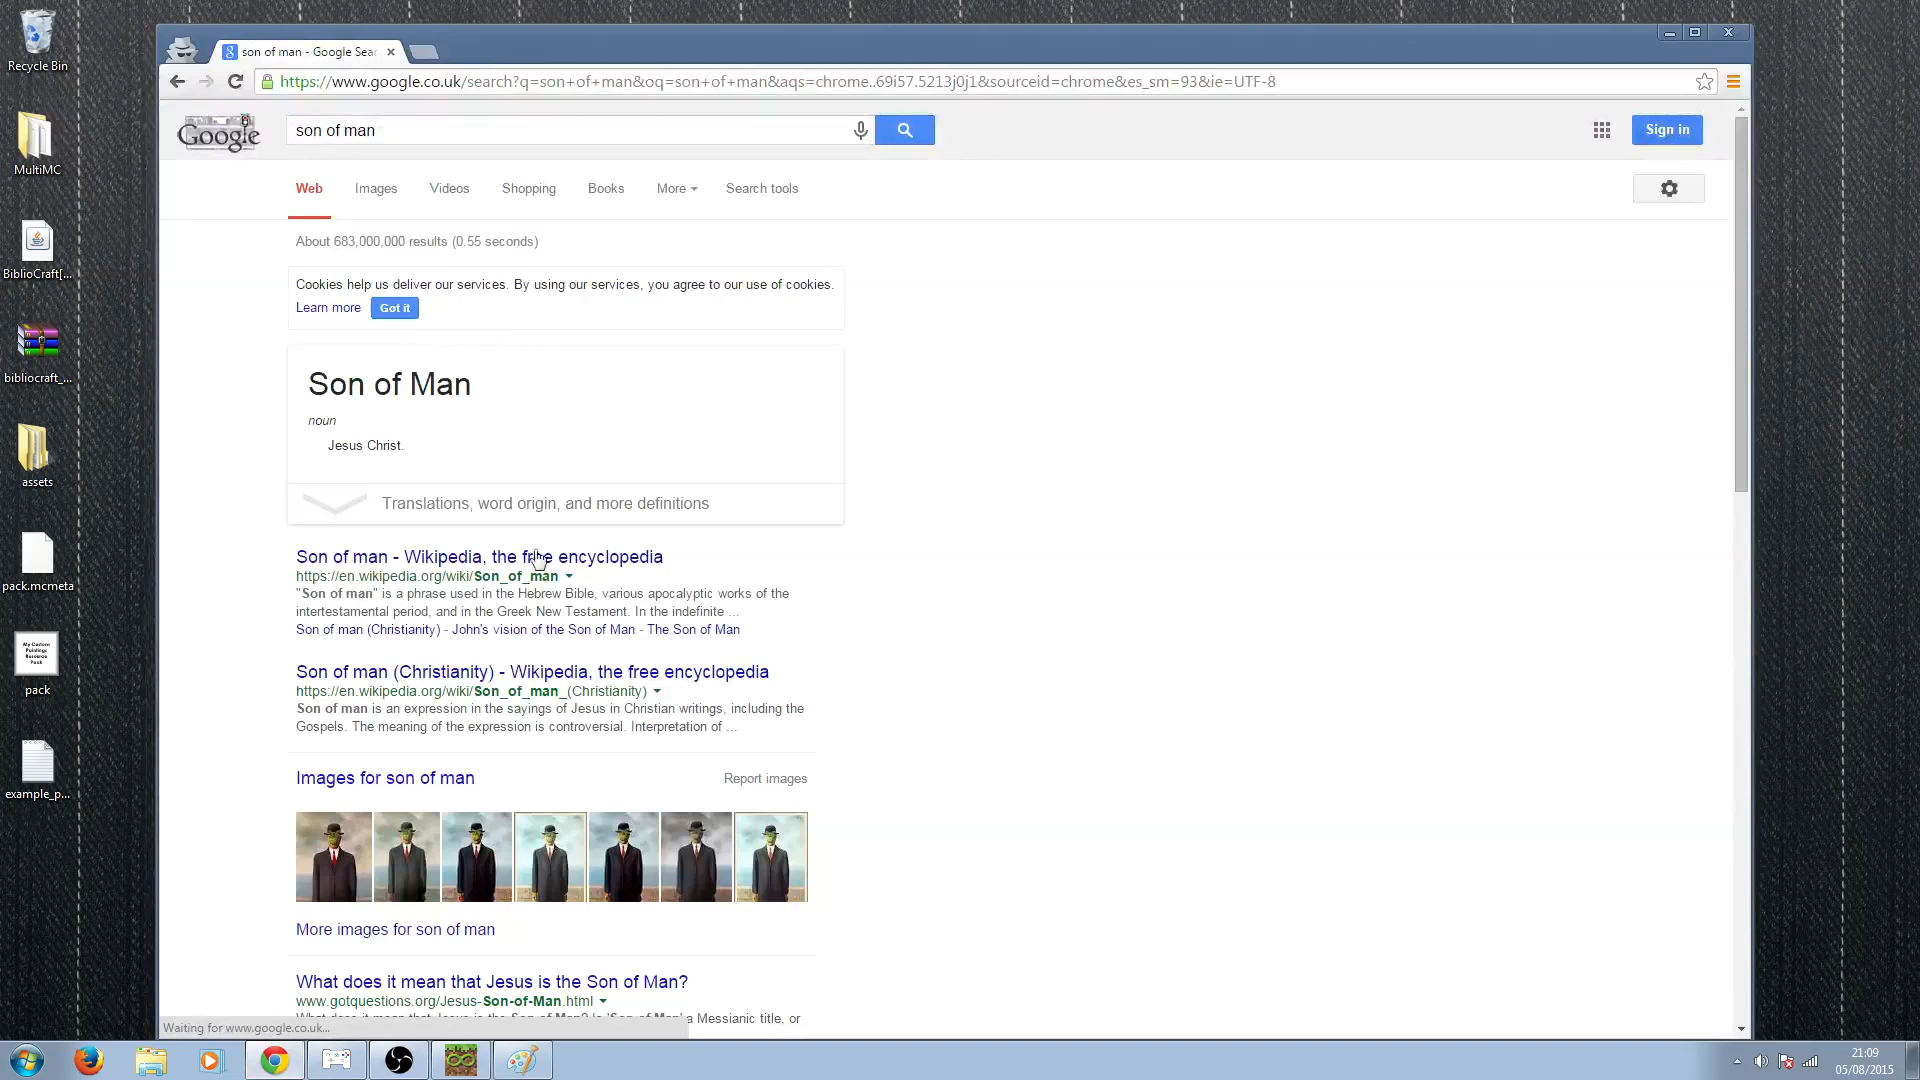 Recycle Bin
MultiMC
BiblioCraft[...
bibliocraft_...
assets
pack.mcmeta
My Custom
Paintings
Resource
Pack
pack
example_p...
son of man - Google Sear
https://www.google.co.uk/search?q=son+of+man&oq=son+of+man&aqs=chrome..69i57.5213j0j1&sourceid=chrome&es_sm=93&ie=UTF-8
Google
son of man
Sign in
Web
Images
Videos
Shopping
Books
More
Search tools
About 683,000,000 results (0.55 seconds)
Cookies help us deliver our services. By using our services, you agree to our use of cookies.
Learn more
Got it
Son of Man
noun
Jesus Christ.
Translations, word origin, and more definitions
Son of man - Wikipedia, the free encyclopedia
https://en.wikipedia.org/wiki/Son_of_man
"Son of man" is a phrase used in the Hebrew Bible, various apocalyptic works of the
intertestamental period, and in the Greek New Testament. In the indefinite ...
Son of man (Christianity) - John's vision of the Son of Man - The Son of Man
Son of man (Christianity) - Wikipedia, the free encyclopedia
https://en.wikipedia.org/wiki/Son_of_man_(Christianity)
Son of man is an expression in the sayings of Jesus in Christian writings, including the
Gospels. The meaning of the expression is controversial. Interpretation of ...
Images for son of man
Report images
More images for son of man
What does it mean that Jesus is the Son of Man?
www.gotquestions.org/Jesus-Son-of-Man.html
What does it mean that Jesus is the Son of Man? Is 'Son of Man' a Messianic title, or
Waiting for www.google.co.uk...
21:09
05/08/2015